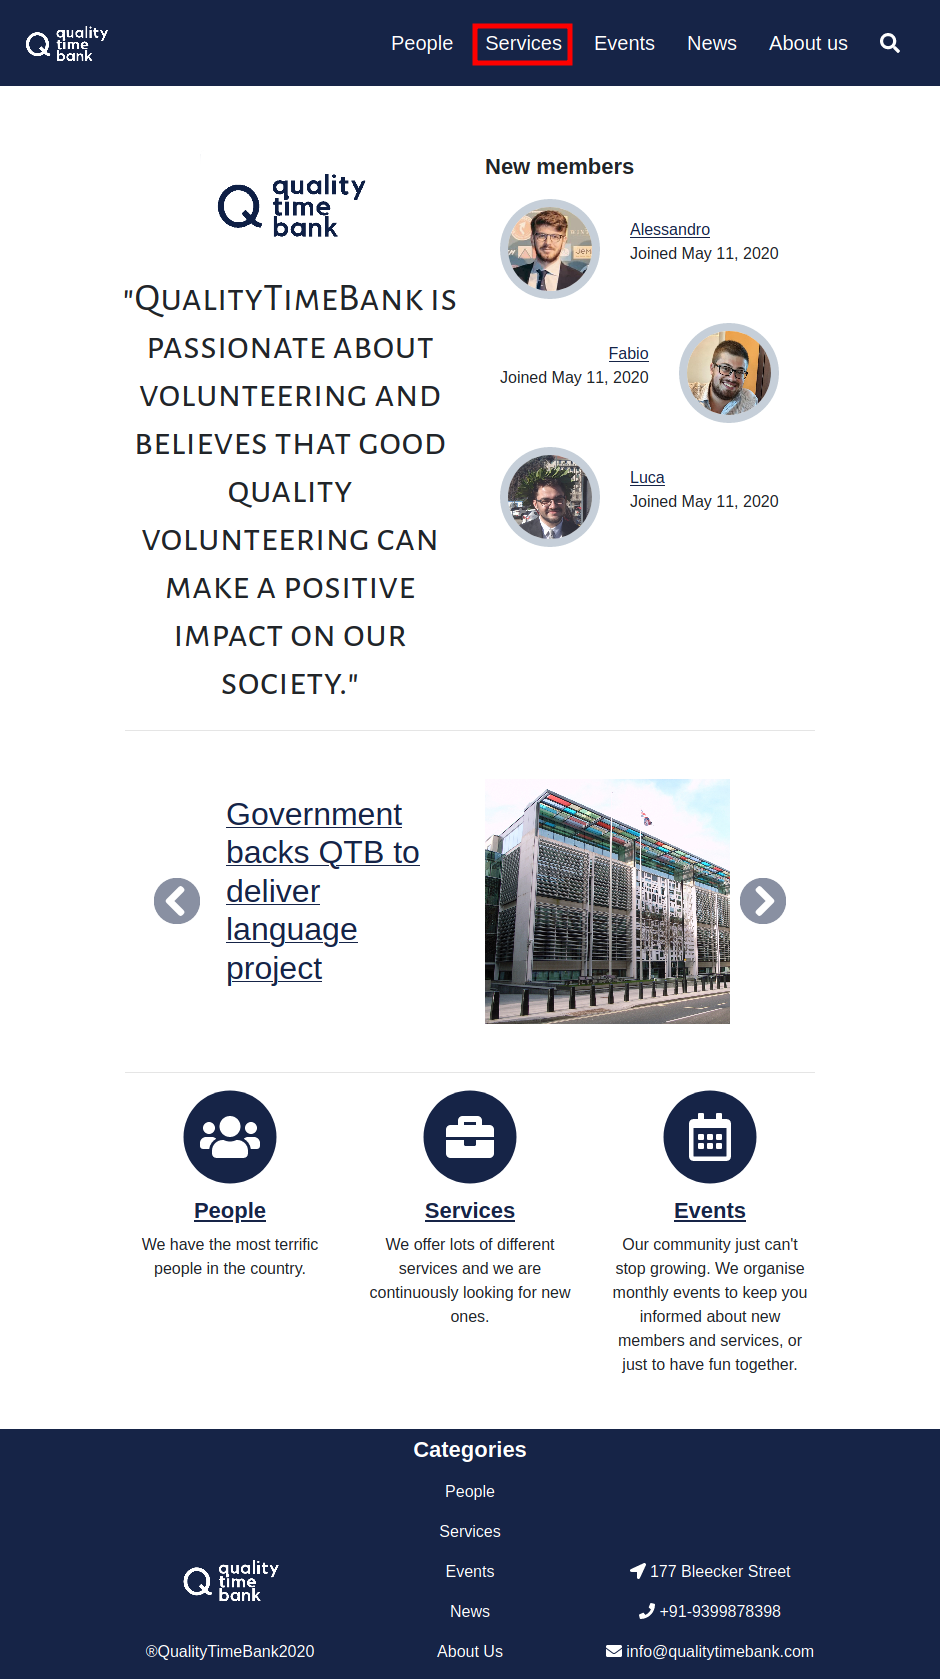 quality
time
bank
People
Services
Events
News
About us
quality
time
bank
"QualityTimeBank is
passionate about
volunteering and
believes that good
quality
volunteering can
make a positive
impact on our
society."
New members
Alessandro
Joined May 11, 2020
Fabio
Joined May 11, 2020
Luca
Joined May 11, 2020
Government
backs QTB to
deliver
language
project
People
We have the most terrific
people in the country.
Services
We offer lots of different
services and we are
continuously looking for new
ones.
Events
Our community just can't
stop growing. We organise
monthly events to keep you
informed about new
members and services, or
just to have fun together.
quality
time
bank
®QualityTimeBank2020
Categories
People
Services
Events
News
About Us
177 Bleecker Street
+91-9399878398
info@qualitytimebank.com